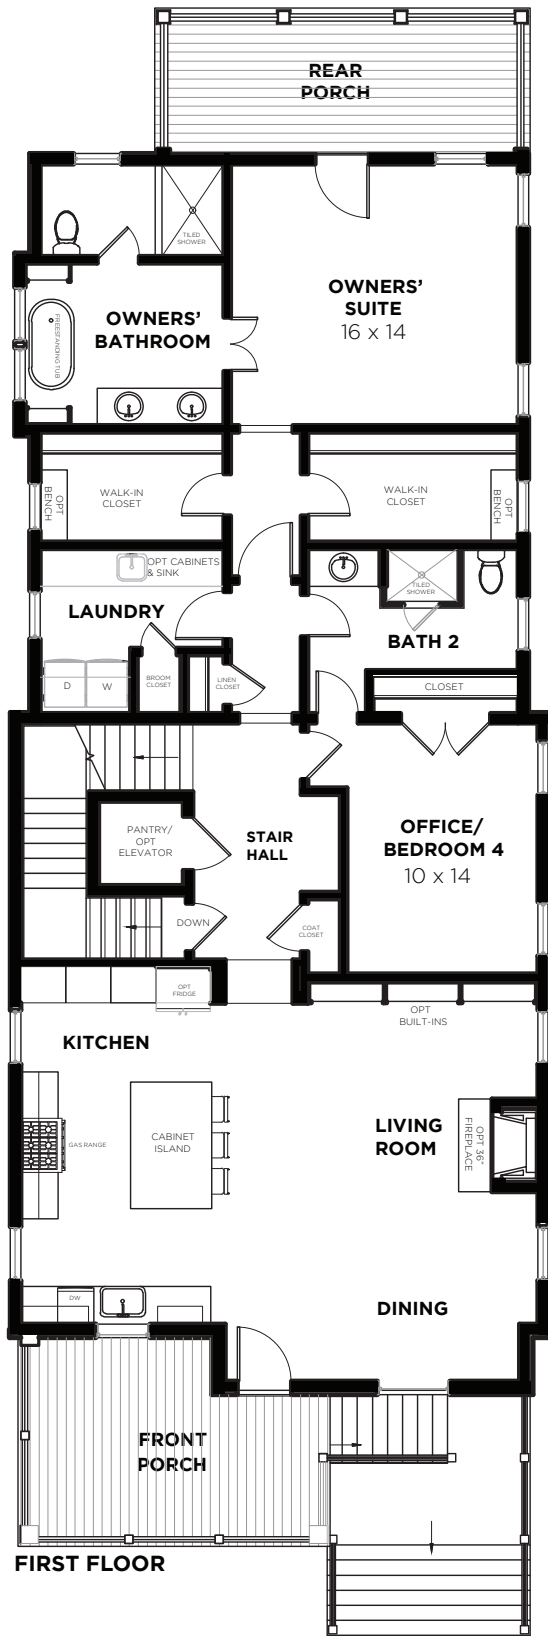 REAR
PORCH
TILED
SHOWER
OWNERS'
SUITE
16 x 14
OWNERS'
BATHROOM
FREESTANDING TUB
WALK-IN
CLOSET
OPT
BENCH
WALK-IN
CLOSET
OPT
BENCH
OPT CABINETS
& SINK
LAUNDRY
TILED
SHOWER
BATH 2
D
W
BROOM
CLOSET
LINEN
CLOSET
CLOSET
PANTRY/
OPT
ELEVATOR
STAIR
HALL
OFFICE/
BEDROOM 4
10 x 14
DOWN
COAT
CLOSET
OPT
FRIDGE
OPT
BUILT-INS
KITCHEN
GAS RANGE
CABINET
ISLAND
LIVING
ROOM
OPT 36"
FIREPLACE
DW
DINING
FRONT
PORCH
FIRST FLOOR